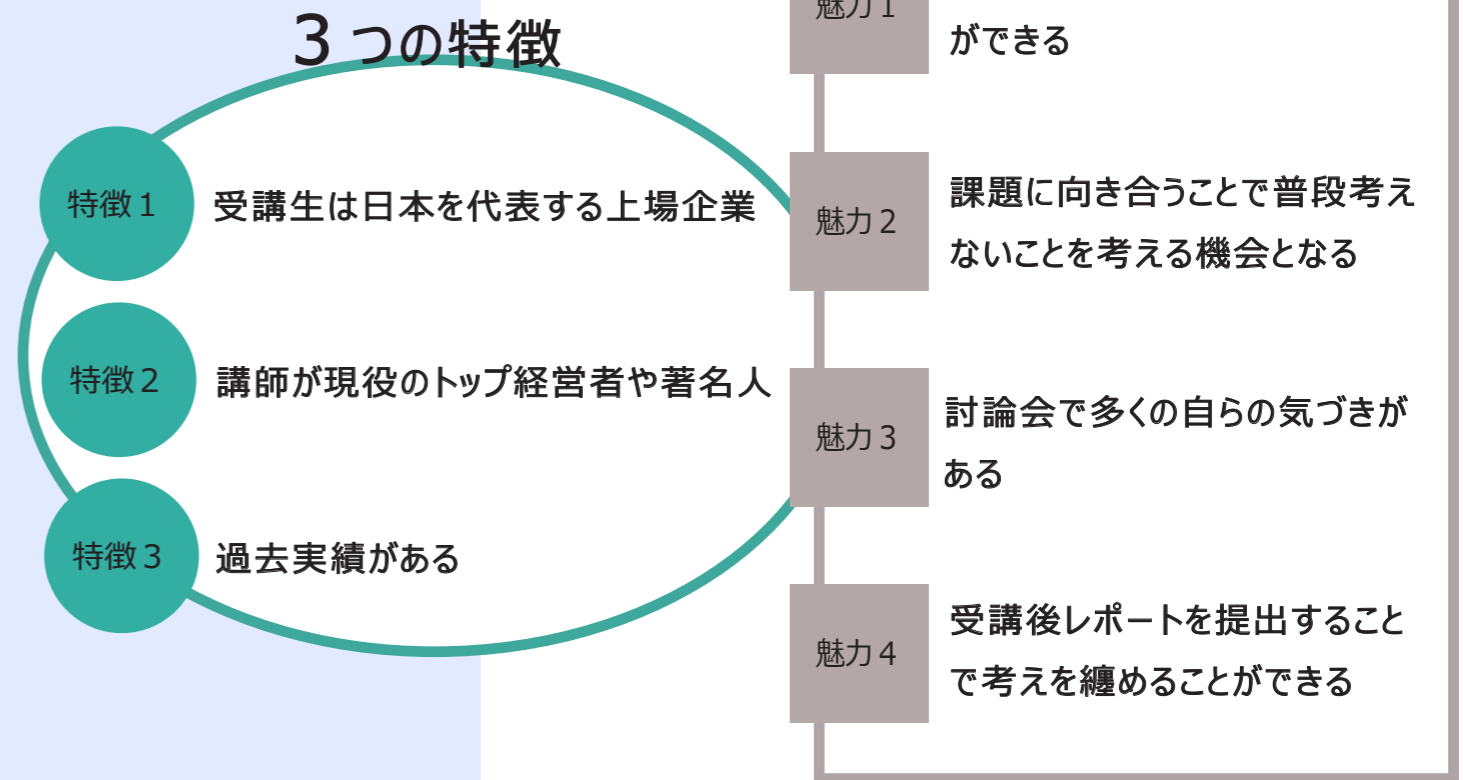 3つの特徴
特徴1
受講生は日本を代表する上場企業
特徴2
講師が現役のトップ経営者や著名人
特徴3
過去実績がある
魅力1
ができる
魅力2
課題に向き合うことで普段考え
ないことを考える機会となる
魅力3
討論会で多くの自らの気づきが
ある
魅力4
受講後レポートを提出すること
で考えを纏めることができる